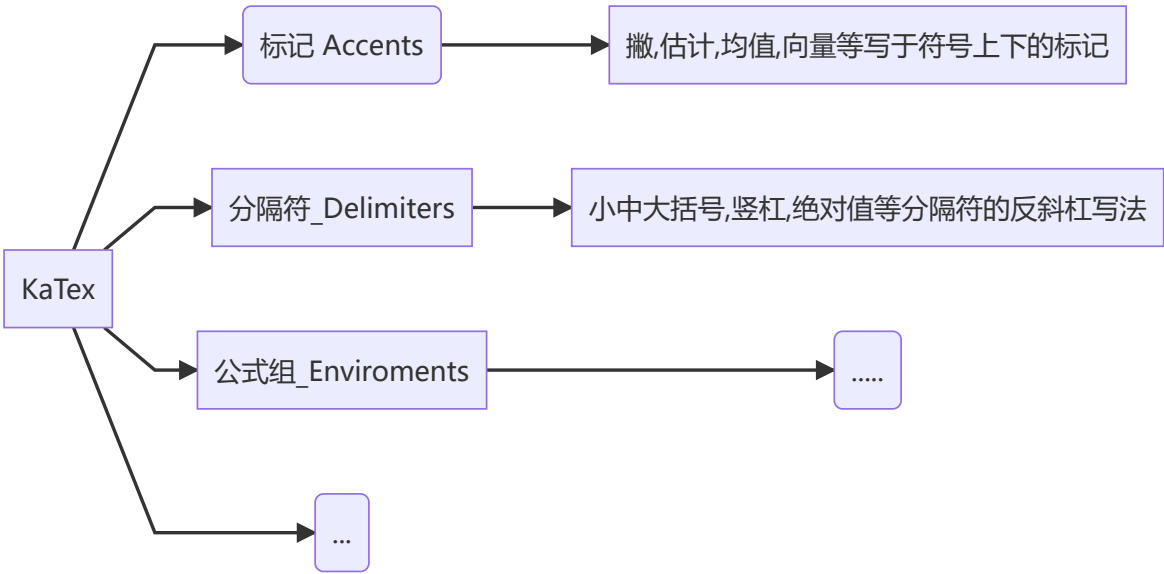 标记 Accents
撇,估计,均值,向量等写于符号上下的标记
分隔符_Delimiters
小中大括号,竖杠,绝对值等分隔符的反斜杠写法
KaTex
公式组_Enviroments
.....
...